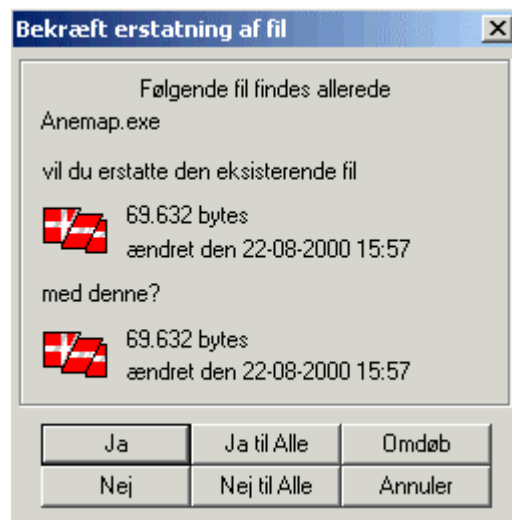 Bekræft erstatning af fil
Følgende fil findes allerede
Anemap.exe
vil du erstatte den eksisterende fil
69.632 bytes
ændret den 22-08-2000 15:57
med denne?
69.632 bytes
ændret den 22-08-2000 15:57
Ja
Ja til Alle
Omdøb
Nej
Nej til Alle
Annuler